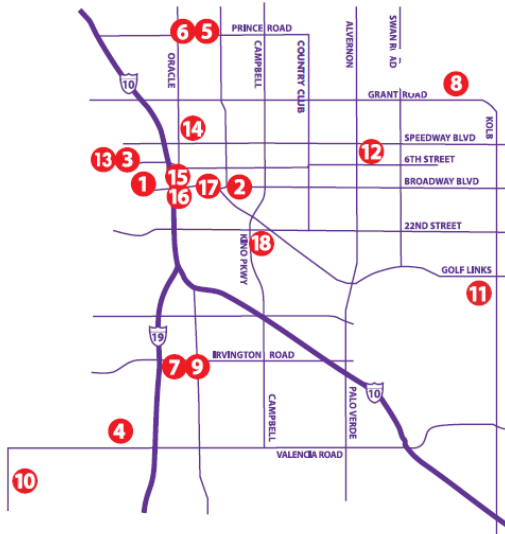 6 5 PRINCE ROAD
ORACLE
CAMPBELL
COUNTRY CLUB
ALVERNON
10
8
GRANT ROAD
KOLB
14
SPEEDWAY BLVD
13 3
12
6TH STREET
15
1
17 2
BROADWAY BLVD
16
22ND STREET
18
KINO PKWY
GOLF LINKS
11
19
7 9 IRVINGTON ROAD
10
CAMPBELL
PALO VERDE
4
VALENCIA ROAD
10